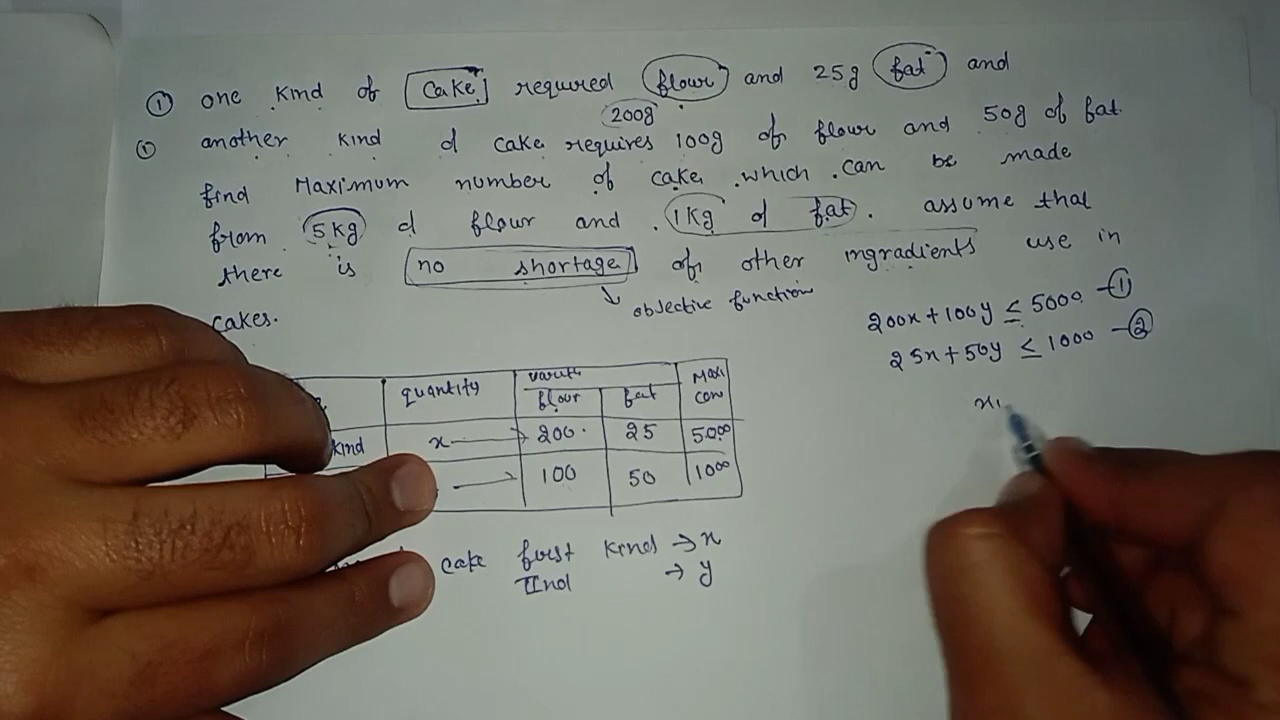 ① one kind of cake required flour and 25g fat and
200g
① another kind of cake requires 100g of flour and 50g of fat
find Maximum number of cake which can be made
from 5kg of flour and 1kg of fat. assume that
there is no shortage of other ingradients use in
cakes.
objective function
200x+100y ≤ 5000 -①
25x+50y ≤ 1000 -②
quantity flour fat Maxi con
kind x 200 25 5000
100 50 1000
cake first kind → x
IInd → y